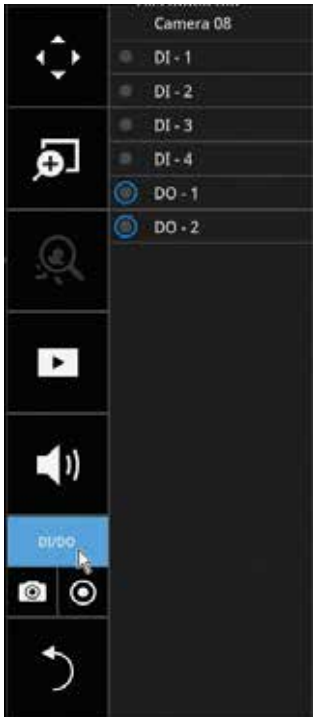 Camera 08
DI - 1
DI - 2
DI - 3
DI - 4
DO - 1
DO - 2
DI/DO